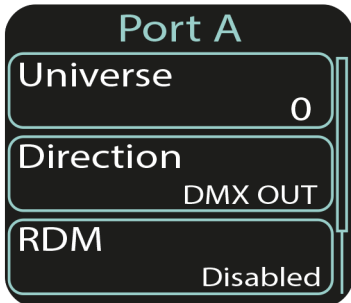 Port A
Universe
0
Direction
DMX OUT
RDM
Disabled